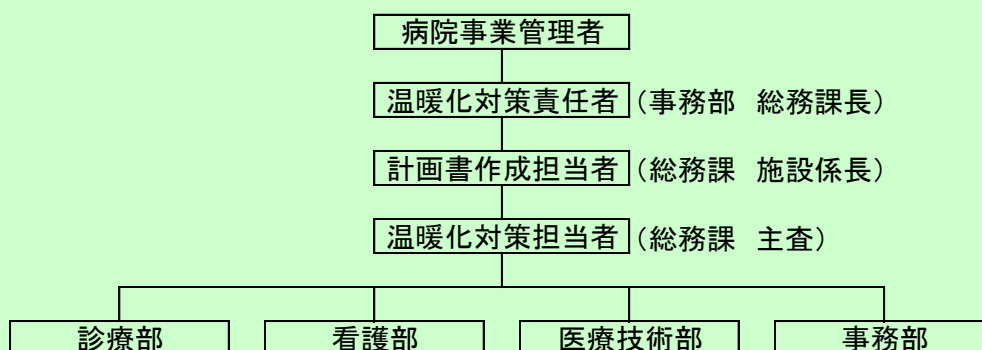 病院事業管理者
温暖化対策責任者（事務部　総務課長）
計画書作成担当者（総務課　施設係長）
温暖化対策担当者（総務課　主査）
診療部　看護部　医療技術部　事務部